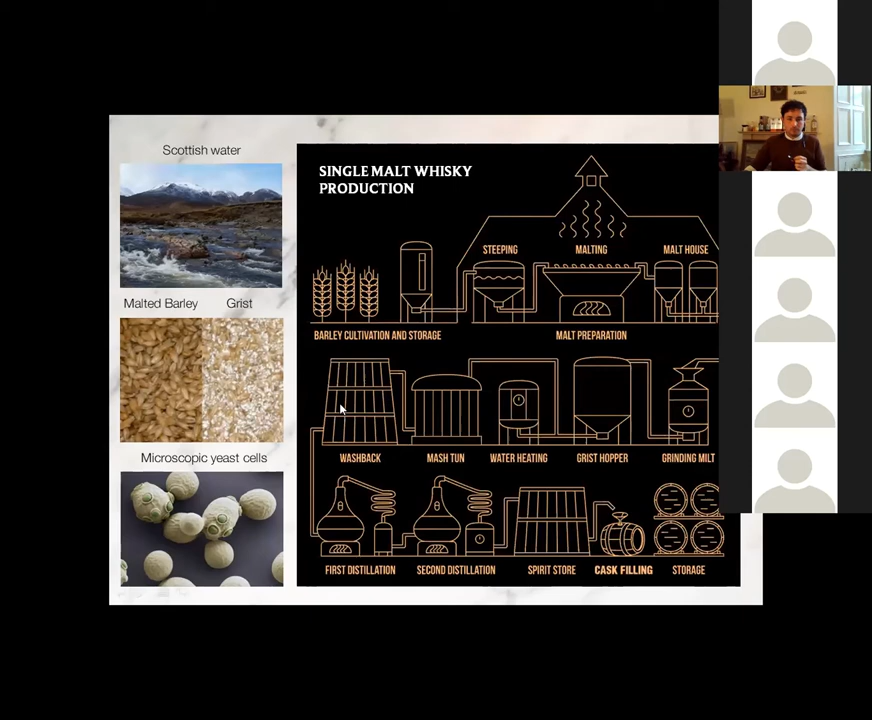 Scottish water
Malted Barley Grist
Microscopic yeast cells
SINGLE MALT WHISKY
PRODUCTION
STEEPING MALTING MALT HOUSE
BARLEY CULTIVATION AND STORAGE MALT PREPARATION
WASHBACK MASH TUN WATER HEATING GRIST HOPPER GRINDING MILT
FIRST DISTILLATION SECOND DISTILLATION SPIRIT STORE CASK FILLING STORAGE